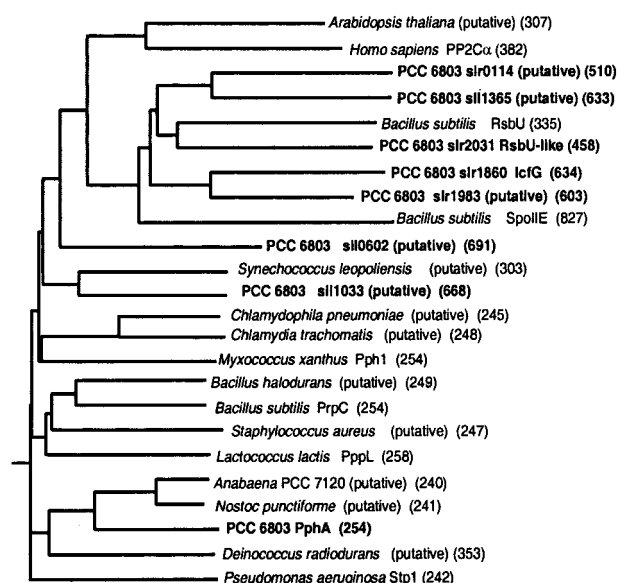 Arabidopsis thaliana (putative) (307)
Homo sapiens PP2Cα (382)
PCC 6803 slr0114 (putative) (510)
PCC 6803 sll1365 (putative) (633)
Bacillus subtilis RsbU (335)
PCC 6803 slr2031 RsbU-like (458)
PCC 6803 slr1860 IcfG (634)
PCC 6803 slr1983 (putative) (603)
Bacillus subtilis SpoIIE (827)
PCC 6803 sll0602 (putative) (691)
Synechococcus leopoliensis (putative) (303)
PCC 6803 sll1033 (putative) (668)
Chlamydophila pneumoniae (putative) (245)
Chlamydia trachomatis (putative) (248)
Myxococcus xanthus Pph1 (254)
Bacillus halodurans (putative) (249)
Bacillus subtilis PrpC (254)
Staphylococcus aureus (putative) (247)
Lactococcus lactis PppL (258)
Anabaena PCC 7120 (putative) (240)
Nostoc punctiforme (putative) (241)
PCC 6803 PphA (254)
Deinococcus radiodurans (putative) (353)
Pseudomonas aeruginosa Stp1 (242)